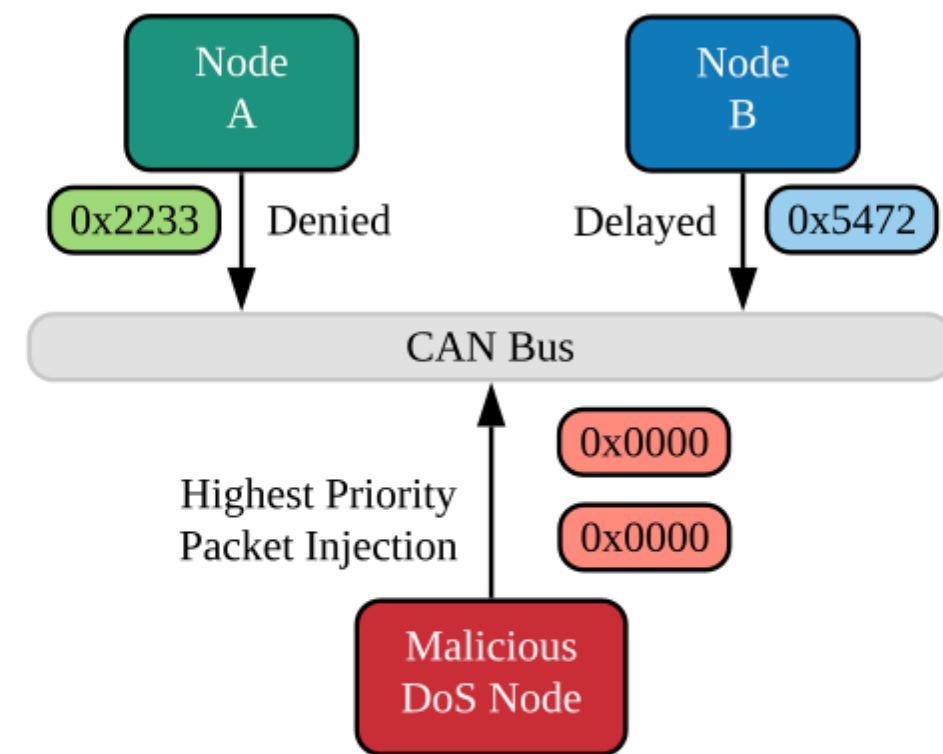 Node
A
Node
B
0x2233
Denied
Delayed
0x5472
CAN Bus
0x0000
Highest Priority
Packet Injection
0x0000
Malicious
DoS Node